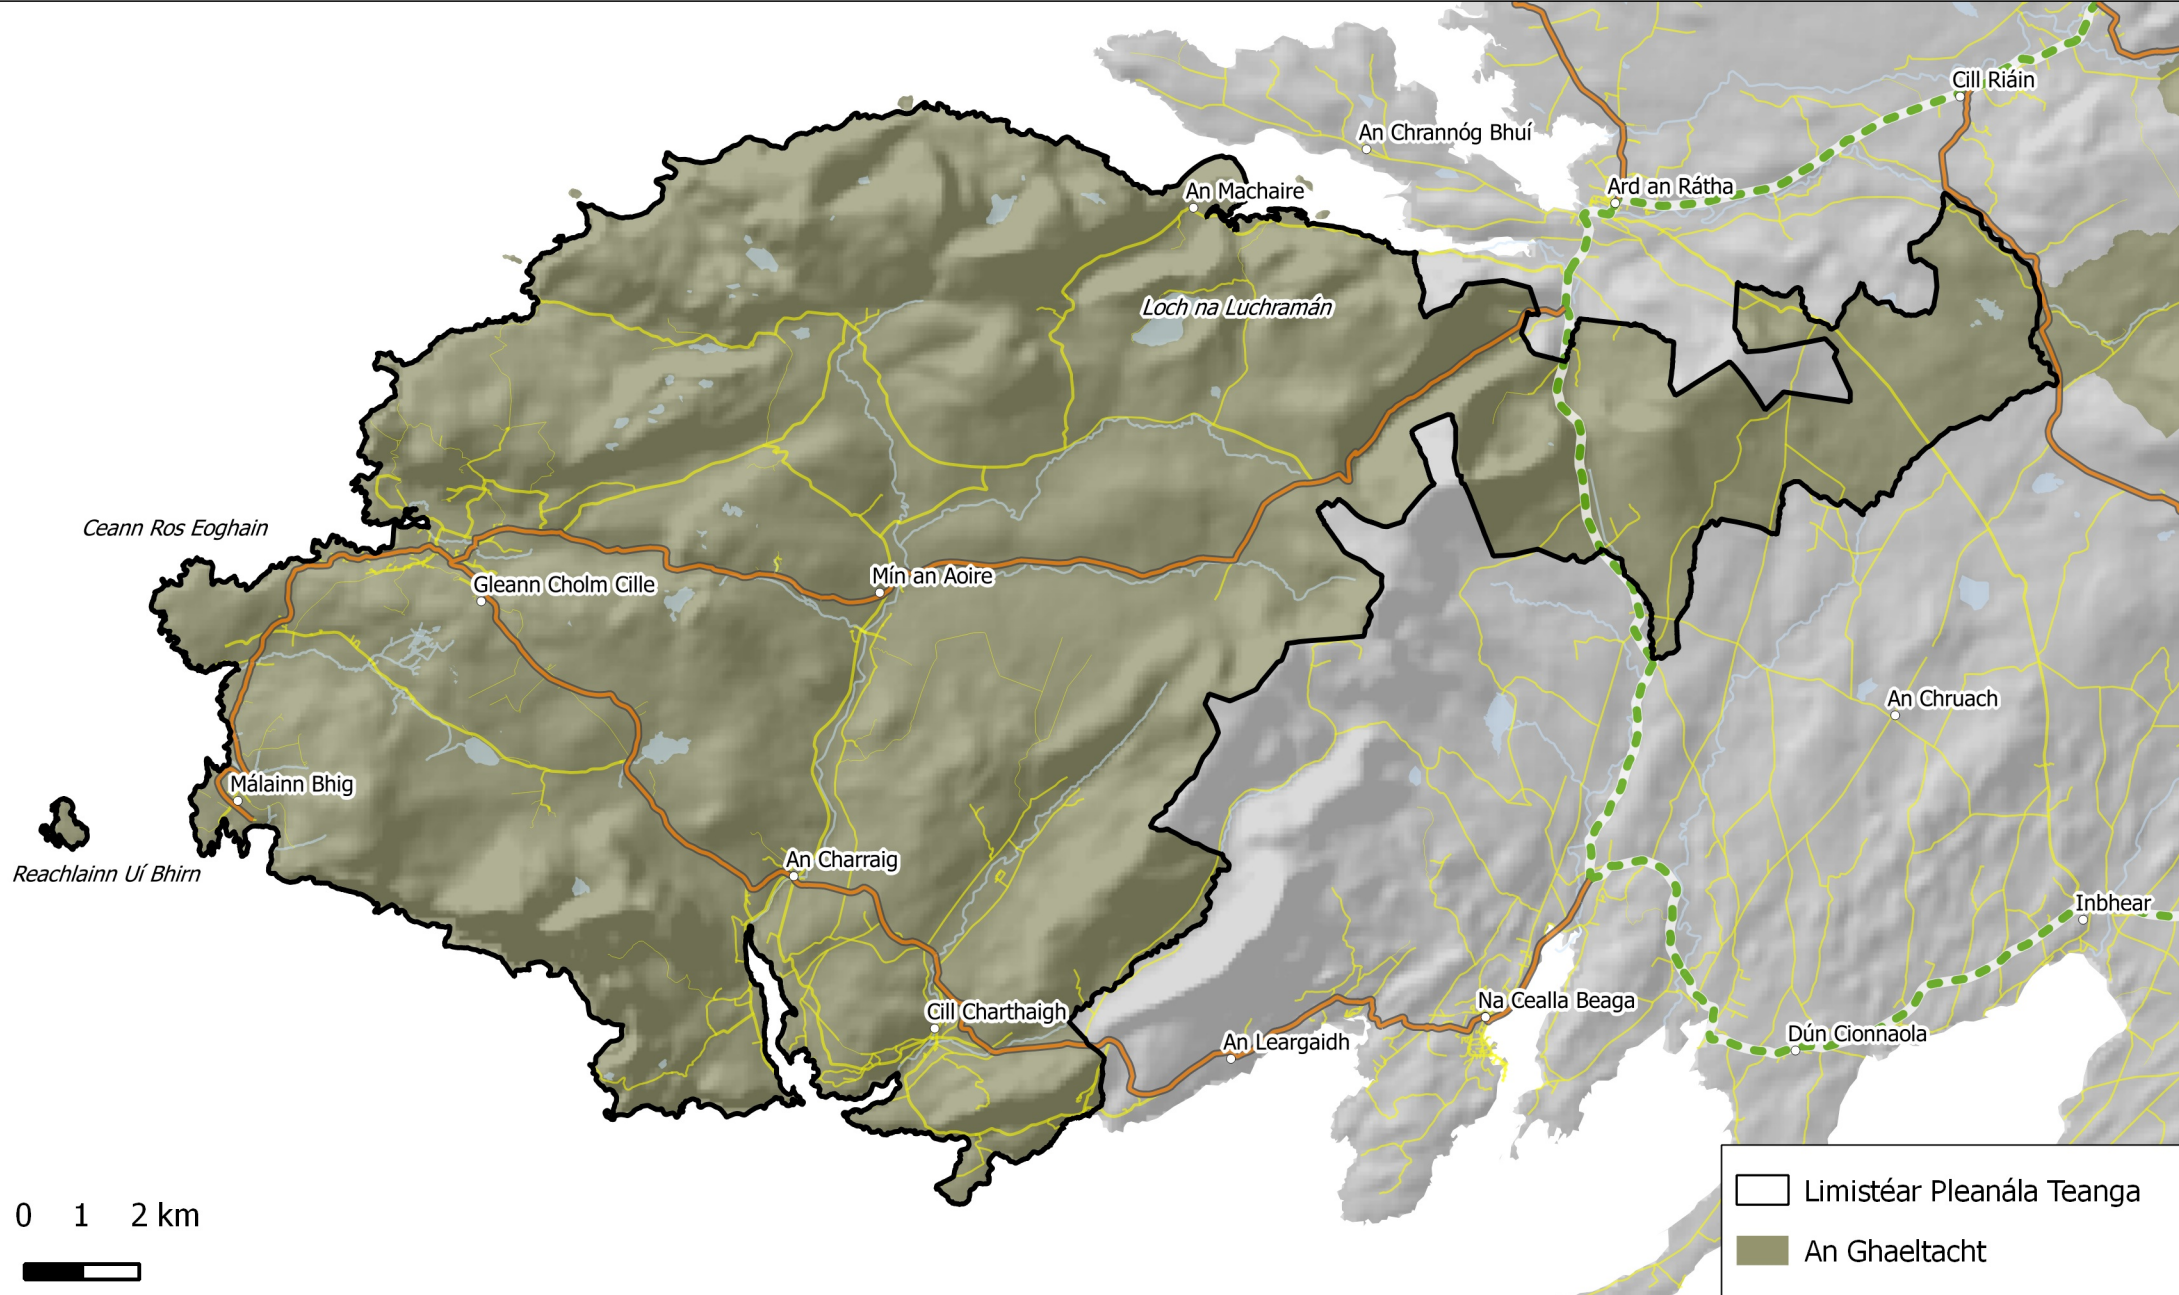 Cill Riáin
An Chrannóg Bhuí
Ard an Rátha
An Machaire
Loch na Luchramán
Ceann Ros Eoghain
Gleann Cholm Cille
Mín an Aoire
An Chruach
Málainn Bhig
An Charraig
Reachlainn Uí Bhirn
Inbhear
Na Cealla Beaga
Cill Charthaigh
Dún Cionnaola
An Leargaidh
Limistéar Pleanála Teanga
0 1 2 km
An Ghaeltacht